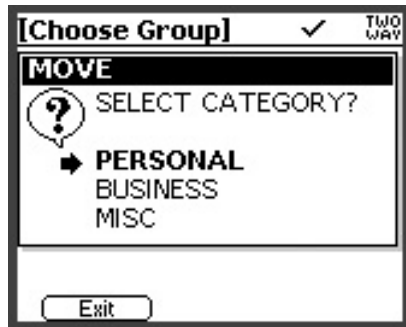 [Choose Group] TWO WAY
MOVE
? SELECT CATEGORY?
PERSONAL
BUSINESS
MISC
Exit